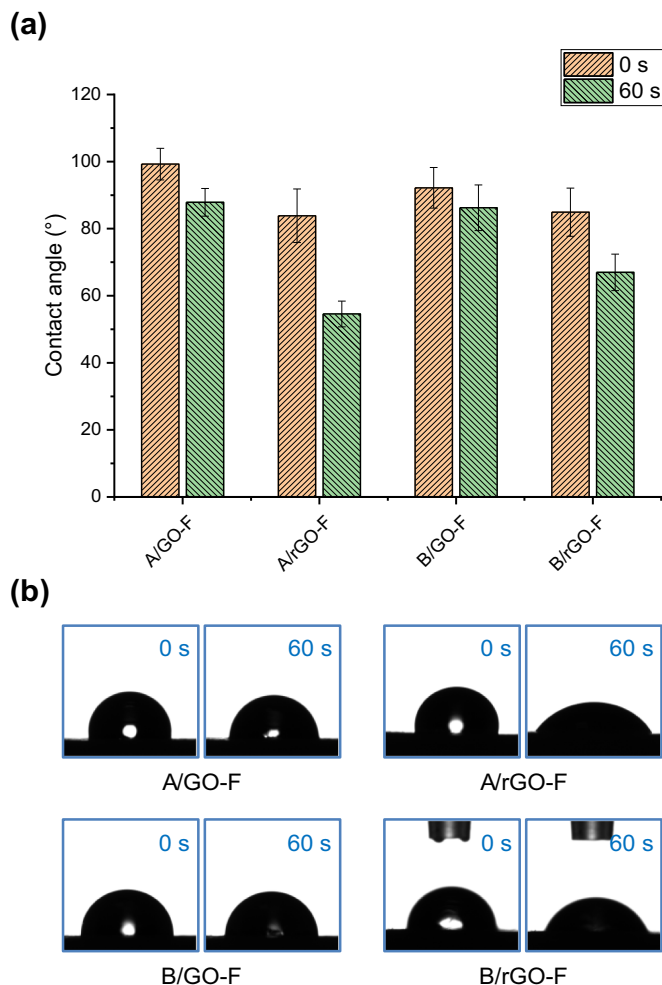 (a)
0 s
60 s
120
100
80
60
40
20
0
Contact angle (°)
A/GO-F
A/rGO-F
B/GO-F
B/rGO-F
(b)
0 s 60 s 0 s 60 s
A/GO-F A/rGO-F
0 s 60 s 0 s 60 s
B/GO-F B/rGO-F